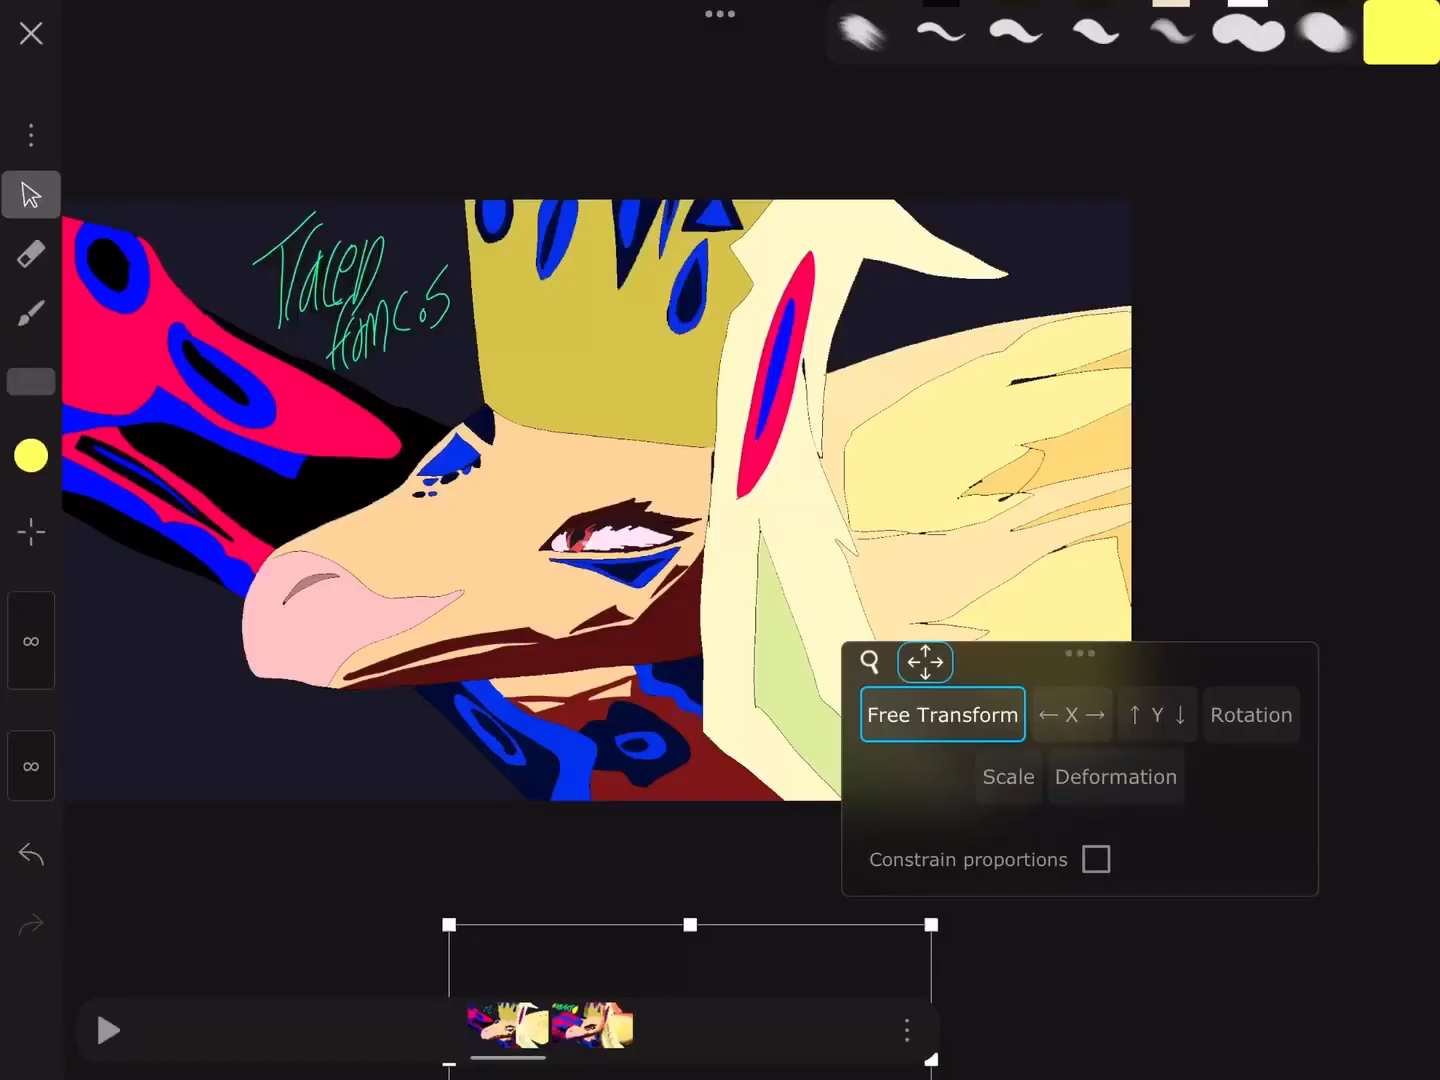 Free Transform
← X →
↑ Y ↓
Rotation
Scale
Deformation
Constrain proportions
∞
∞